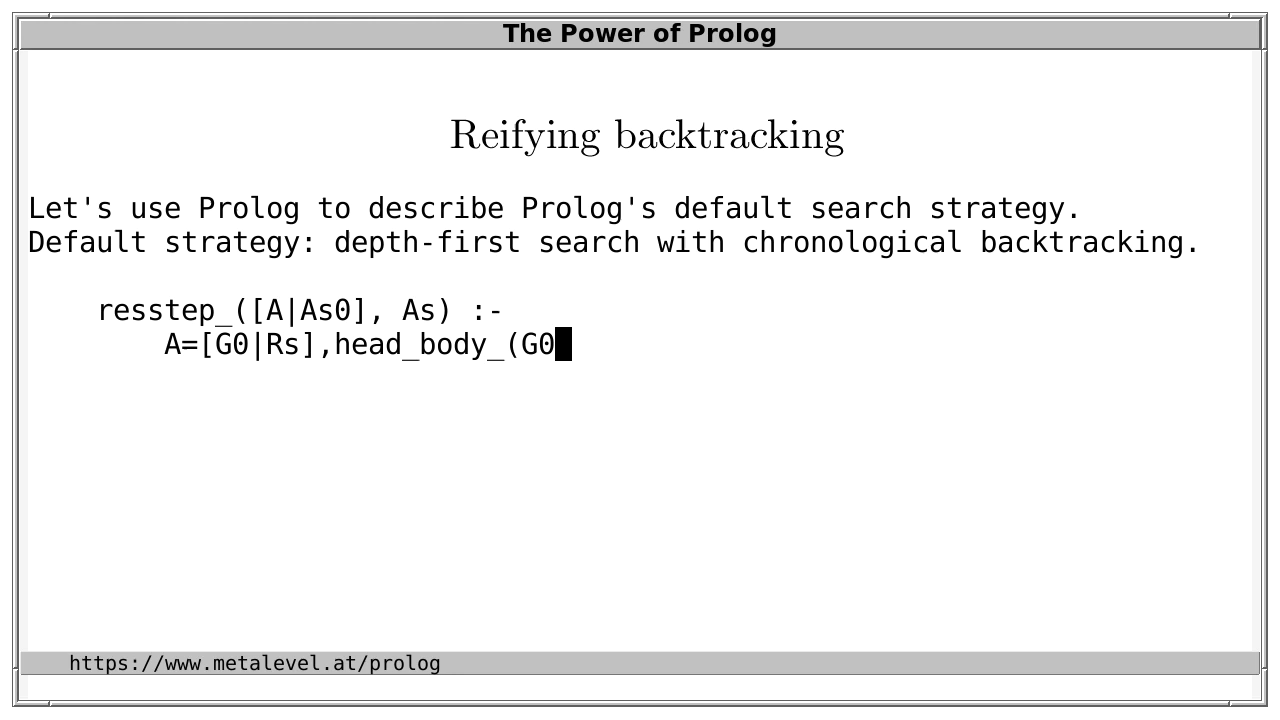 The Power of Prolog
Reifying backtracking
Let's use Prolog to describe Prolog's default search strategy.
Default strategy: depth-first search with chronological backtracking.
resstep_([A|As0], As) :-
A=[G0|Rs],head_body_(G0
https://www.metalevel.at/prolog